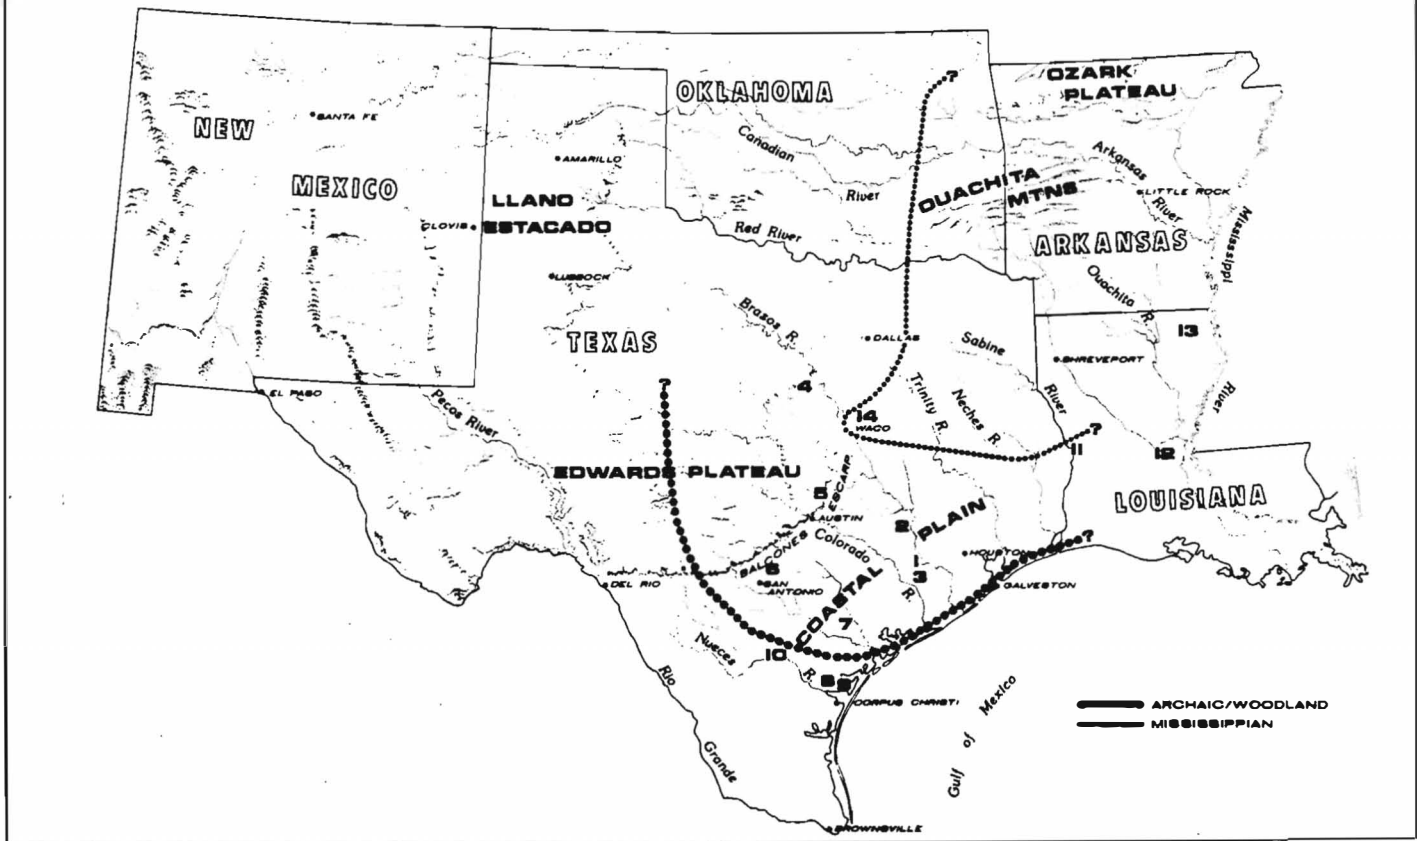 NEW
MEXICO
SANTA FE
CLOVIS
OKLAHOMA
Canadian
River
AMARILLO
LLANO
ESTACADO
LUBBOCK
Red River
OZARK
PLATEAU
Arkansas
River
LITTLE ROCK
OUACHITA
MTNS
ARKANSAS
Ouachita
R.
Mississippi
River
13
TEXAS
Brazos R.
DALLAS
Sabine
River
SHREVEPORT
EL PASO
Pecos River
?
?
4
14
WACO
Trinity R.
Neches R.
?
11
12
LOUISIANA
EDWARDS PLATEAU
5
ESCARP
AUSTIN
BALCONES
Colorado
R.
2
PLAIN
COASTAL
1
3
HOUSTON
?
GALVESTON
DEL RIO
6
SAN
ANTONIO
7
10
Nueces
R.
CORPUS CHRISTI
Rio
Grande
Gulf of Mexico
BROWNSVILLE
ARCHAIC/WOODLAND
MISSISSIPPIAN